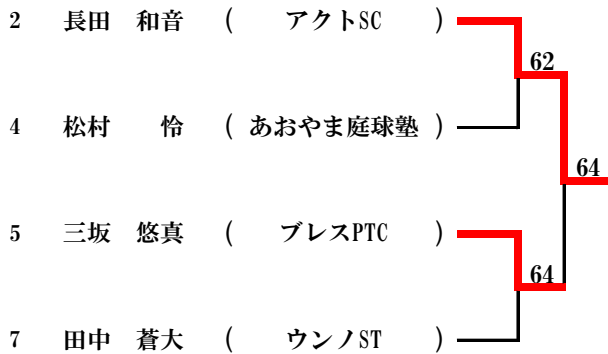 2 長田 和音 ( アクトSC )
62
4 松村 怜 ( あおやま庭球塾 )
64
5 三坂 悠真 ( ブレスPTC )
64
7 田中 蒼大 ( ウンノST )